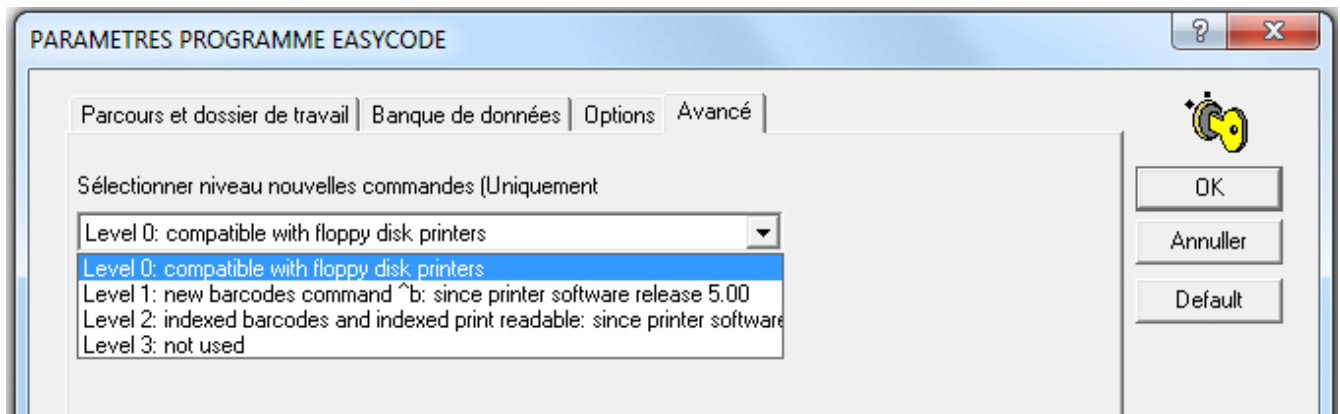 PARAMETRES PROGRAMME EASYCODE
? X
Parcours et dossier de travail Banque de données Options Avancé
Sélectionner niveau nouvelles commandes (Uniquement
OK
Level 0: compatible with floppy disk printers
Annuller
Level 0: compatible with floppy disk printers
Level 1: new barcodes command ^b: since printer software release 5.00
Default
Level 2: indexed barcodes and indexed print readable: since printer software
Level 3: not used